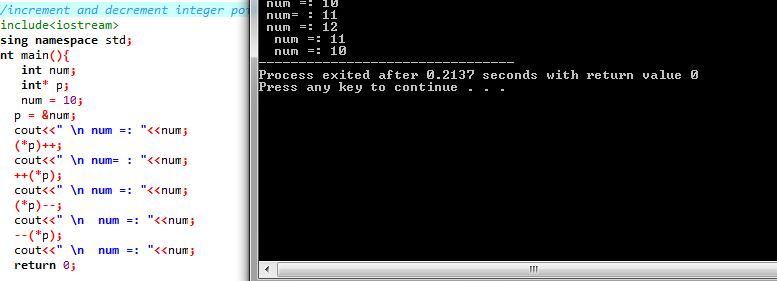 /increment and decrement integer
include<iostream>
sing namespace std;
nt main(){
int num;
int* p;
num = 10;
p = &num;
cout<<" \n num =: "<<num;
(*p)++;
cout<<" \n num= : "<<num;
++(*p);
cout<<" \n num =: "<<num;
(*p)--;
cout<<" \n  num =: "<<num;
--(*p);
cout<<" \n  num =: "<<num;
return 0;
num =: 10
num= : 11
num =: 12
num =: 11
num =: 10
--------------------------------
Process exited after 0.2137 seconds with return value 0
Press any key to continue . . .